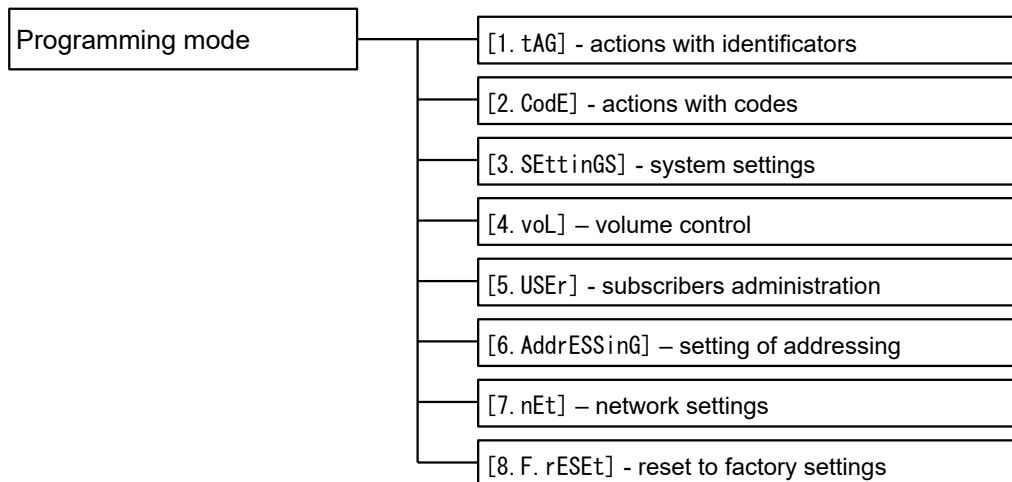 Programming mode
[1.tAG] - actions with identificators
[2.CodE] - actions with codes
[3.SEttinGS] - system settings
[4.voL] – volume control
[5.USEr] - subscribers administration
[6.AddrESSinG] – setting of addressing
[7.nEt] – network settings
[8.F.rESEt] - reset to factory settings